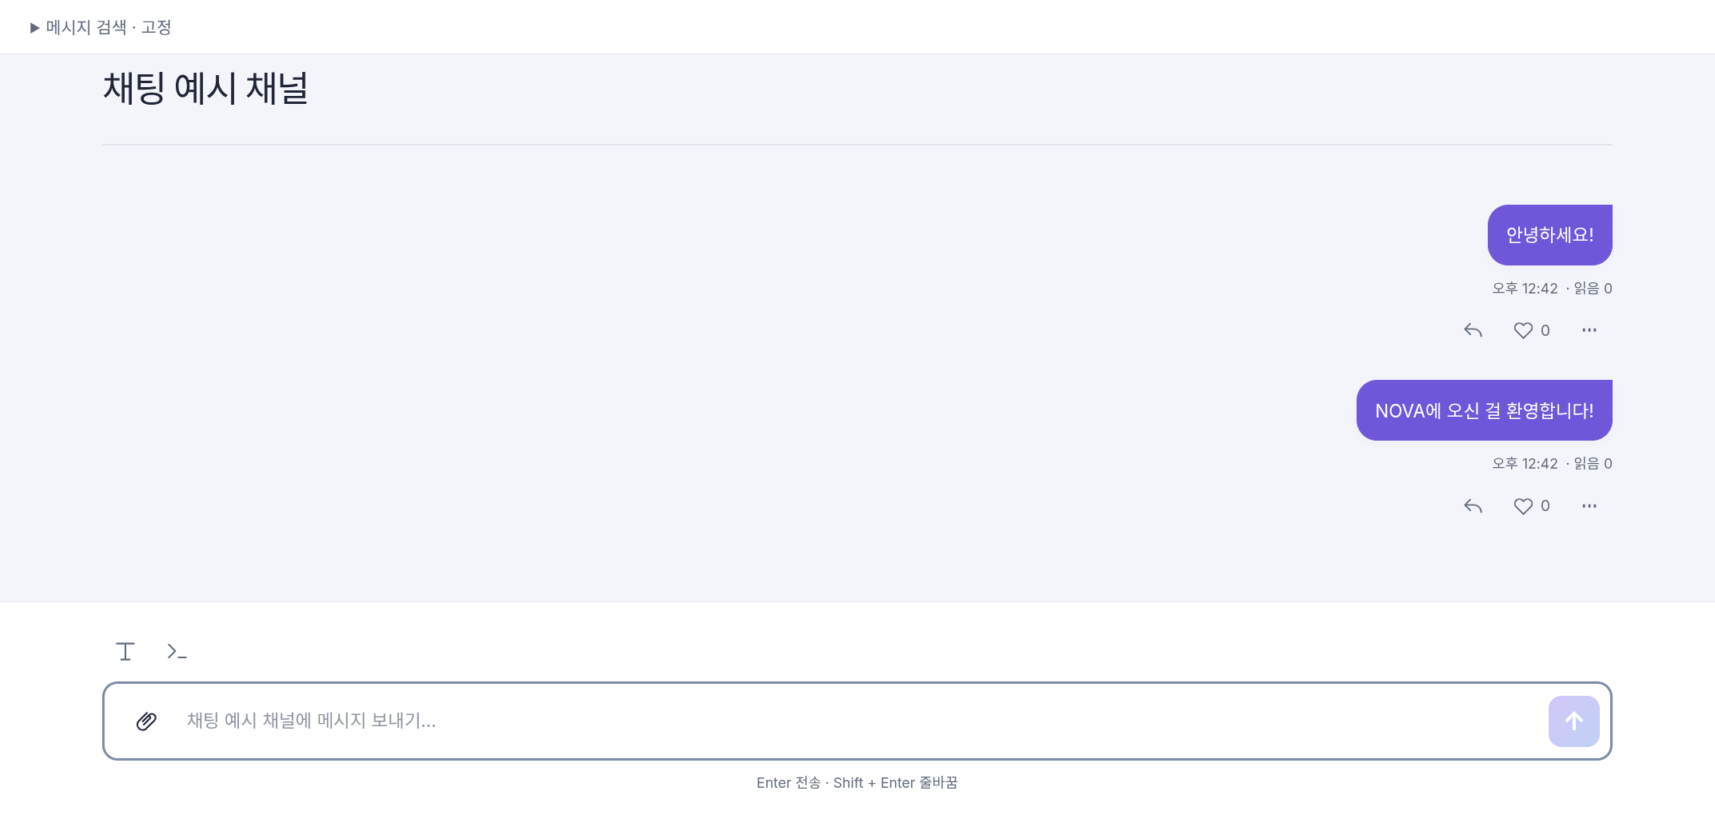 ▶ 메시지 검색 · 고정
채팅 예시 채널
안녕하세요!
오후 12:42 · 읽음 0
0
NOVA에 오신 걸 환영합니다!
오후 12:42 · 읽음 0
0
채팅 예시 채널에 메시지 보내기...
Enter 전송 · Shift + Enter 줄바꿈